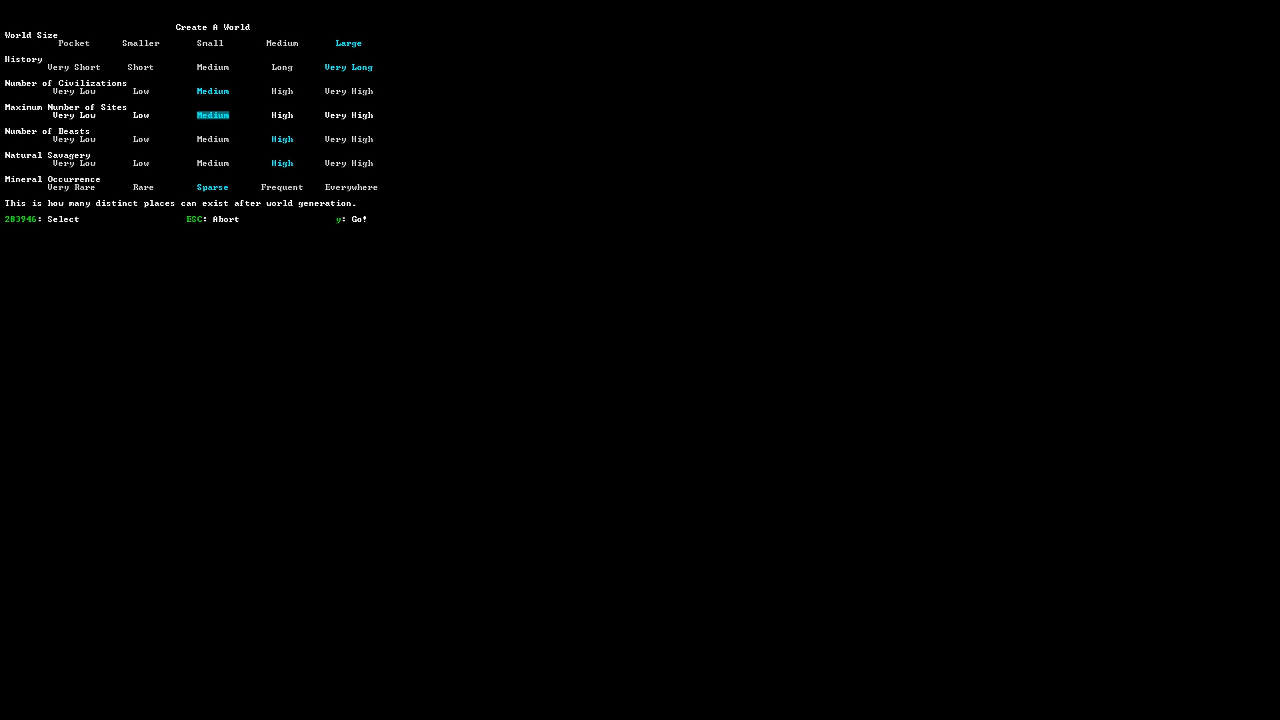 Create A World
World Size
Pocket Smaller Small Medium Large
History
Very Short Short Medium Long Very Long
Number of Civilizations
Very Low Low Medium High Very High
Maximum Number of Sites
Very Low Low Medium High Very High
Number of Beasts
Very Low Low Medium High Very High
Natural Savagery
Very Low Low Medium High Very High
Mineral Occurrence
Very Rare Rare Sparse Frequent Everywhere
This is how many distinct places can exist after world generation.
203946: Select ESC: Abort y: Go!